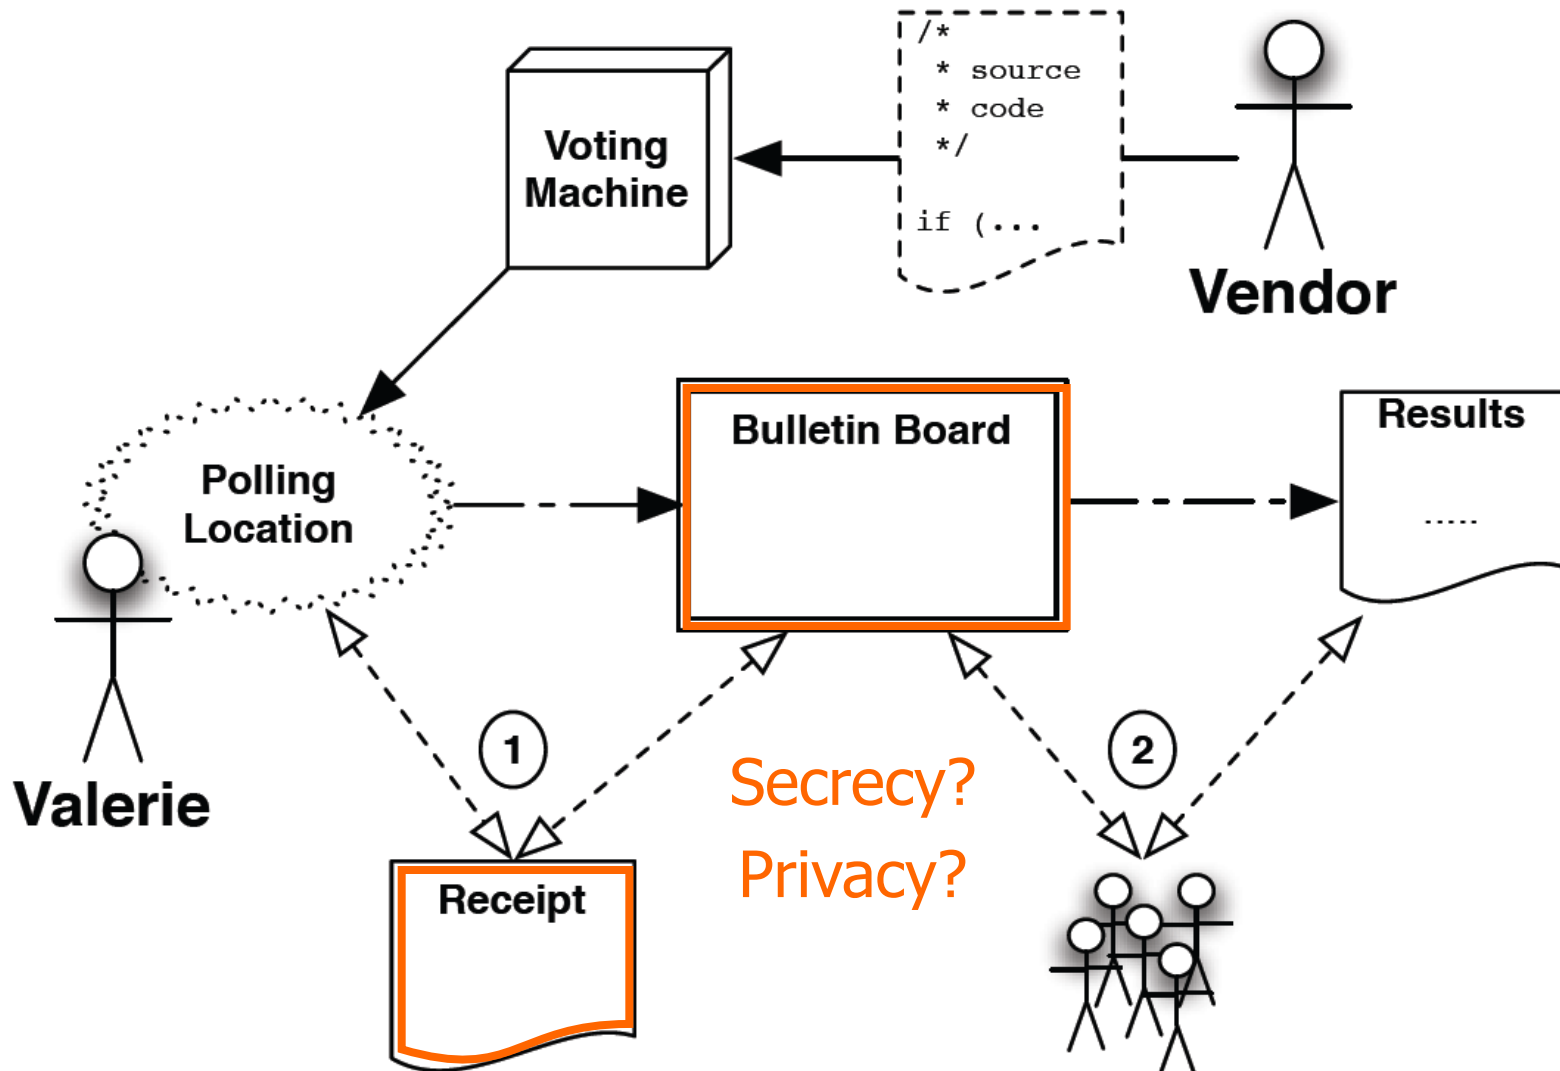 /*
* source
* code
*/
if (...
Voting
Machine
Vendor
Bulletin Board
Results
.....
Polling
Location
Valerie
1
2
Secrecy?
Privacy?
Receipt